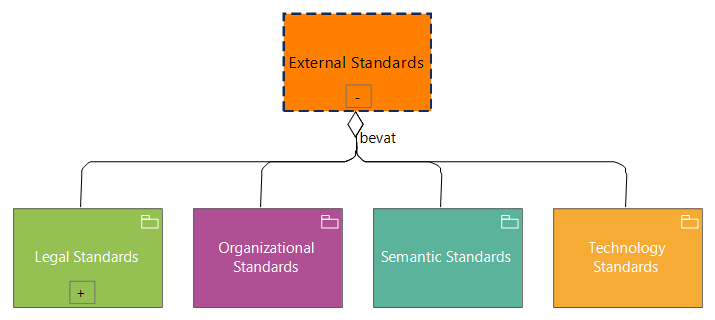 External Standards
-
bevat
Legal Standards
+
Organizational
Standards
Semantic Standards
Technology
Standards